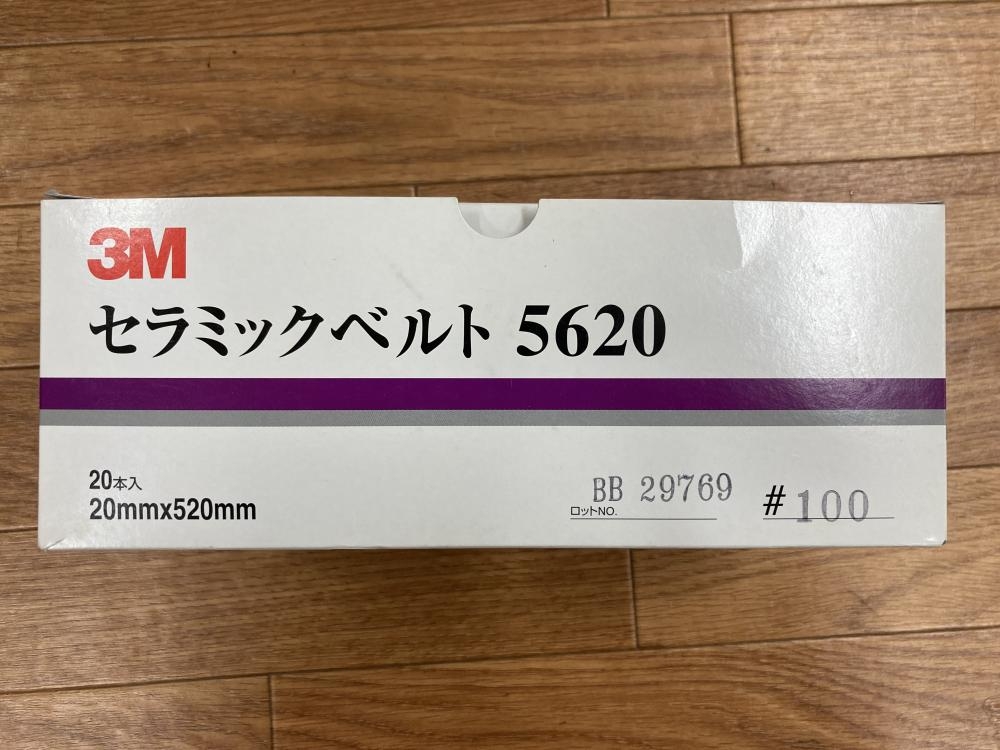 3M
セラミックベルト 5620
20本入
20mmx520mm
ロットNO. BB 29769
#100